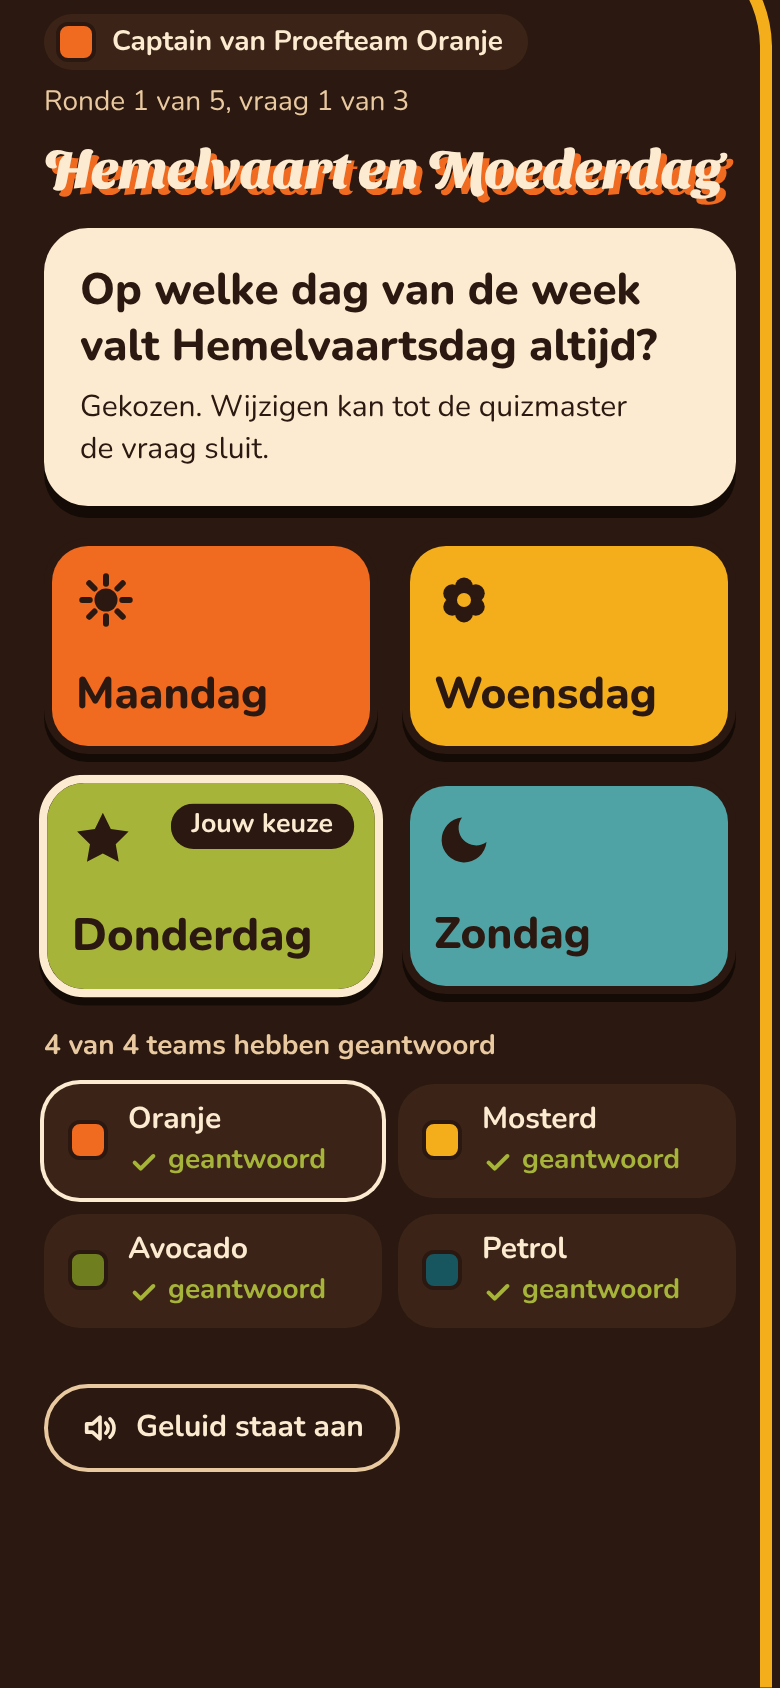 Captain van Proefteam Oranje
Ronde 1 van 5, vraag 1 van 3
Hemelvaart en Moederdag
Op welke dag van de week
valt Hemelvaartsdag altijd?
Gekozen. Wijzigen kan tot de quizmaster
de vraag sluit.
Maandag
Woensdag
Jouw keuze
Donderdag
Zondag
4 van 4 teams hebben geantwoord
Oranje
geantwoord
Mosterd
geantwoord
Avocado
geantwoord
Petrol
geantwoord
Geluid staat aan